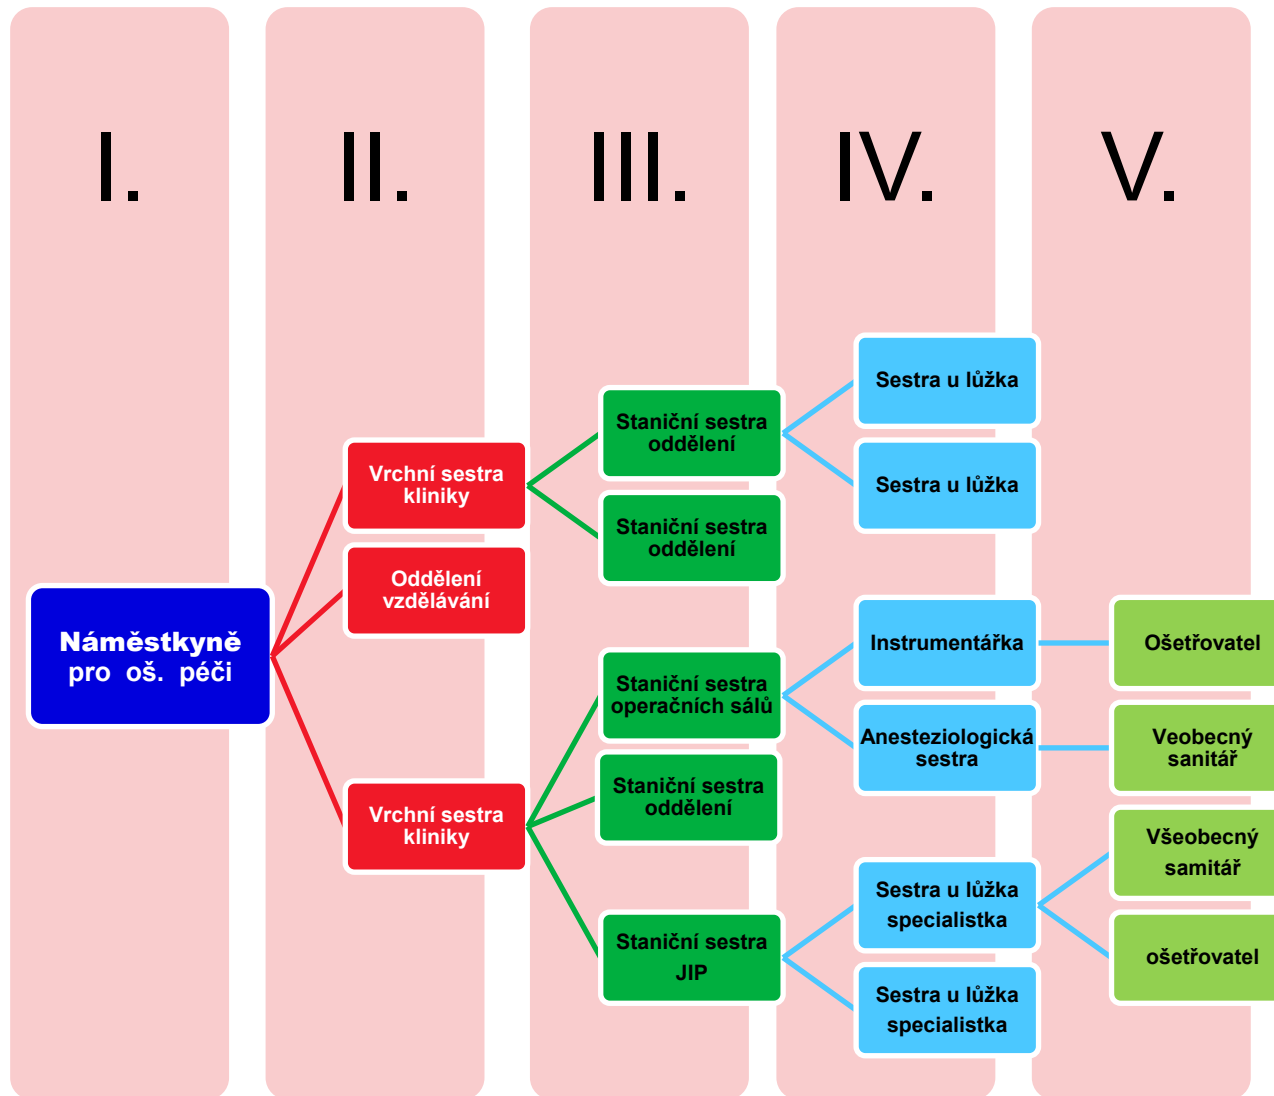 I.
II.
III.
IV.
V.
Náměstkyně
pro oš. péči
Vrchní sestra
kliniky
Oddělení
vzdělávání
Vrchní sestra
kliniky
Staniční sestra
oddělení
Staniční sestra
oddělení
Staniční sestra
operačních sálů
Staniční sestra
oddělení
Staniční sestra
JIP
Sestra u lůžka
Sestra u lůžka
Instrumentářka
Anesteziologická
sestra
Sestra u lůžka
specialistka
Sestra u lůžka
specialistka
Ošetřovatel
Veobecný
sanitář
Všeobecný
samitář
ošetřovatel